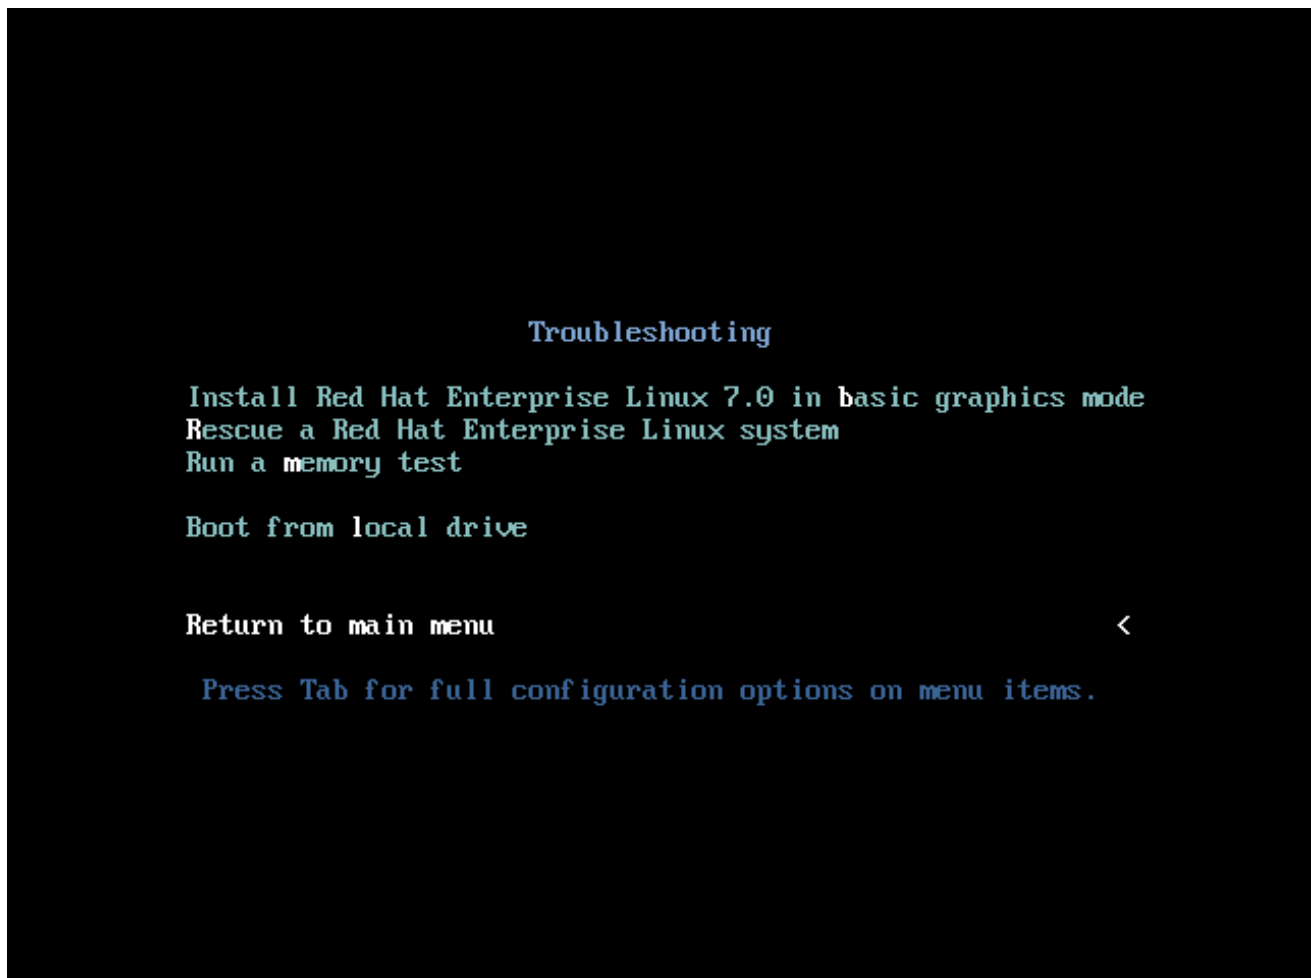 Troubleshooting
Install Red Hat Enterprise Linux 7.0 in basic graphics mode
Rescue a Red Hat Enterprise Linux system
Run a memory test
Boot from local drive
Return to main menu <
Press Tab for full configuration options on menu items.